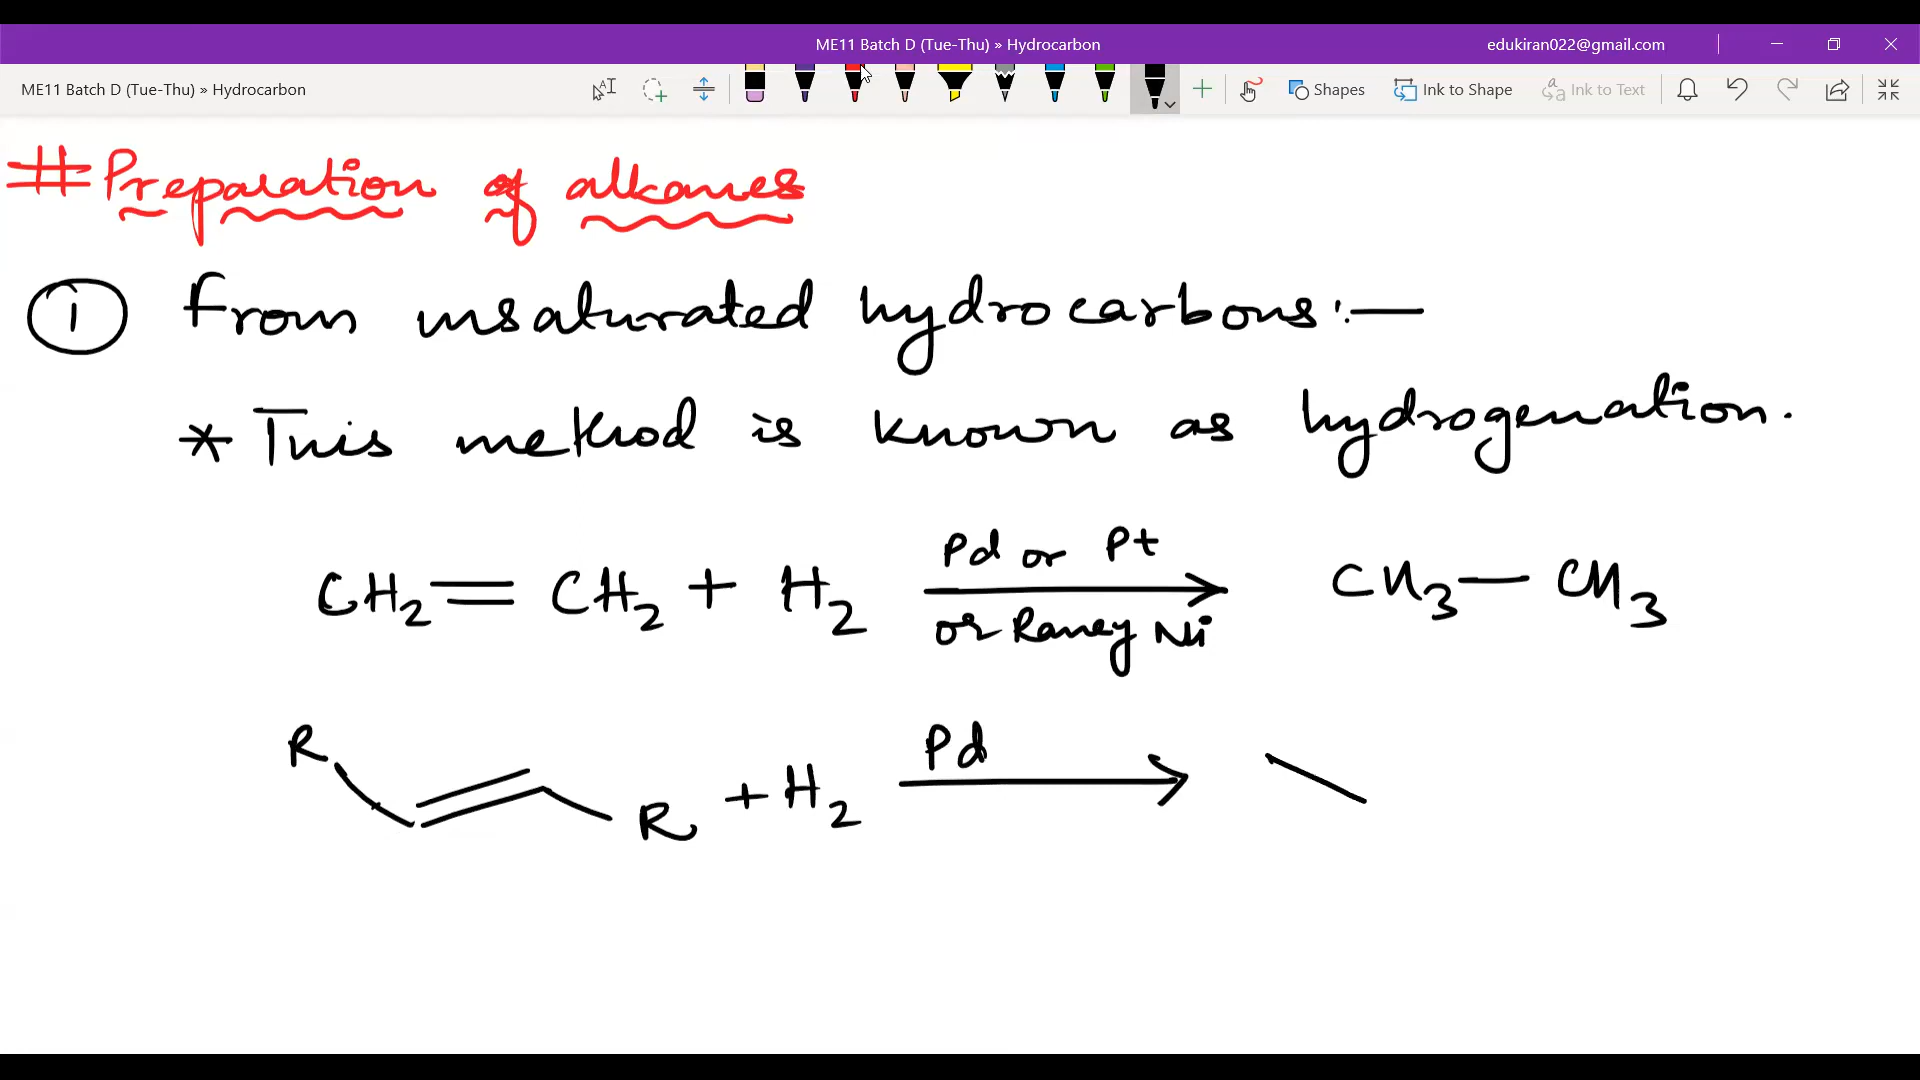 ME11 Batch D (Tue-Thu) » Hydrocarbon
edukiran022@gmail.com
ME11 Batch D (Tue-Thu) » Hydrocarbon
Shapes
Ink to Shape
Ink to Text
# Preparation of alkanes
① From unsaturated hydrocarbons:—
* This method is known as hydrogenation.
Pd or Pt
CH₂=CH₂ + H₂ → CH₃—CH₃
or Raney Ni
Pd
R R + H₂ →